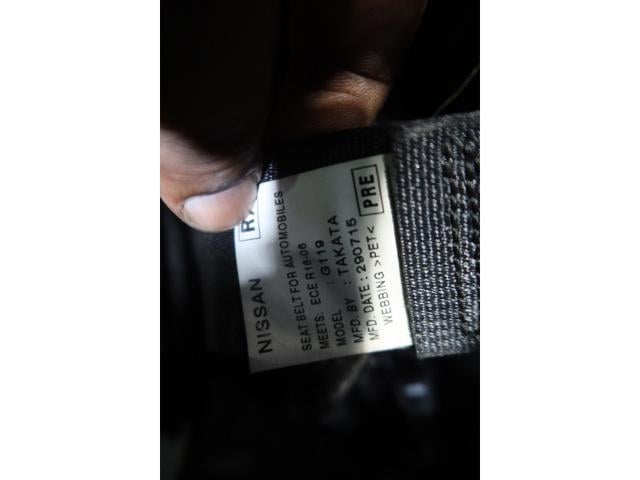 NISSAN
SEAT BELT FOR AUTOMOBILES
MEETS: ECE R16-06
MODEL : G119
MFD. BY : TAKATA
MFD. DATE : 290715
WEBBING >PET<
PRE